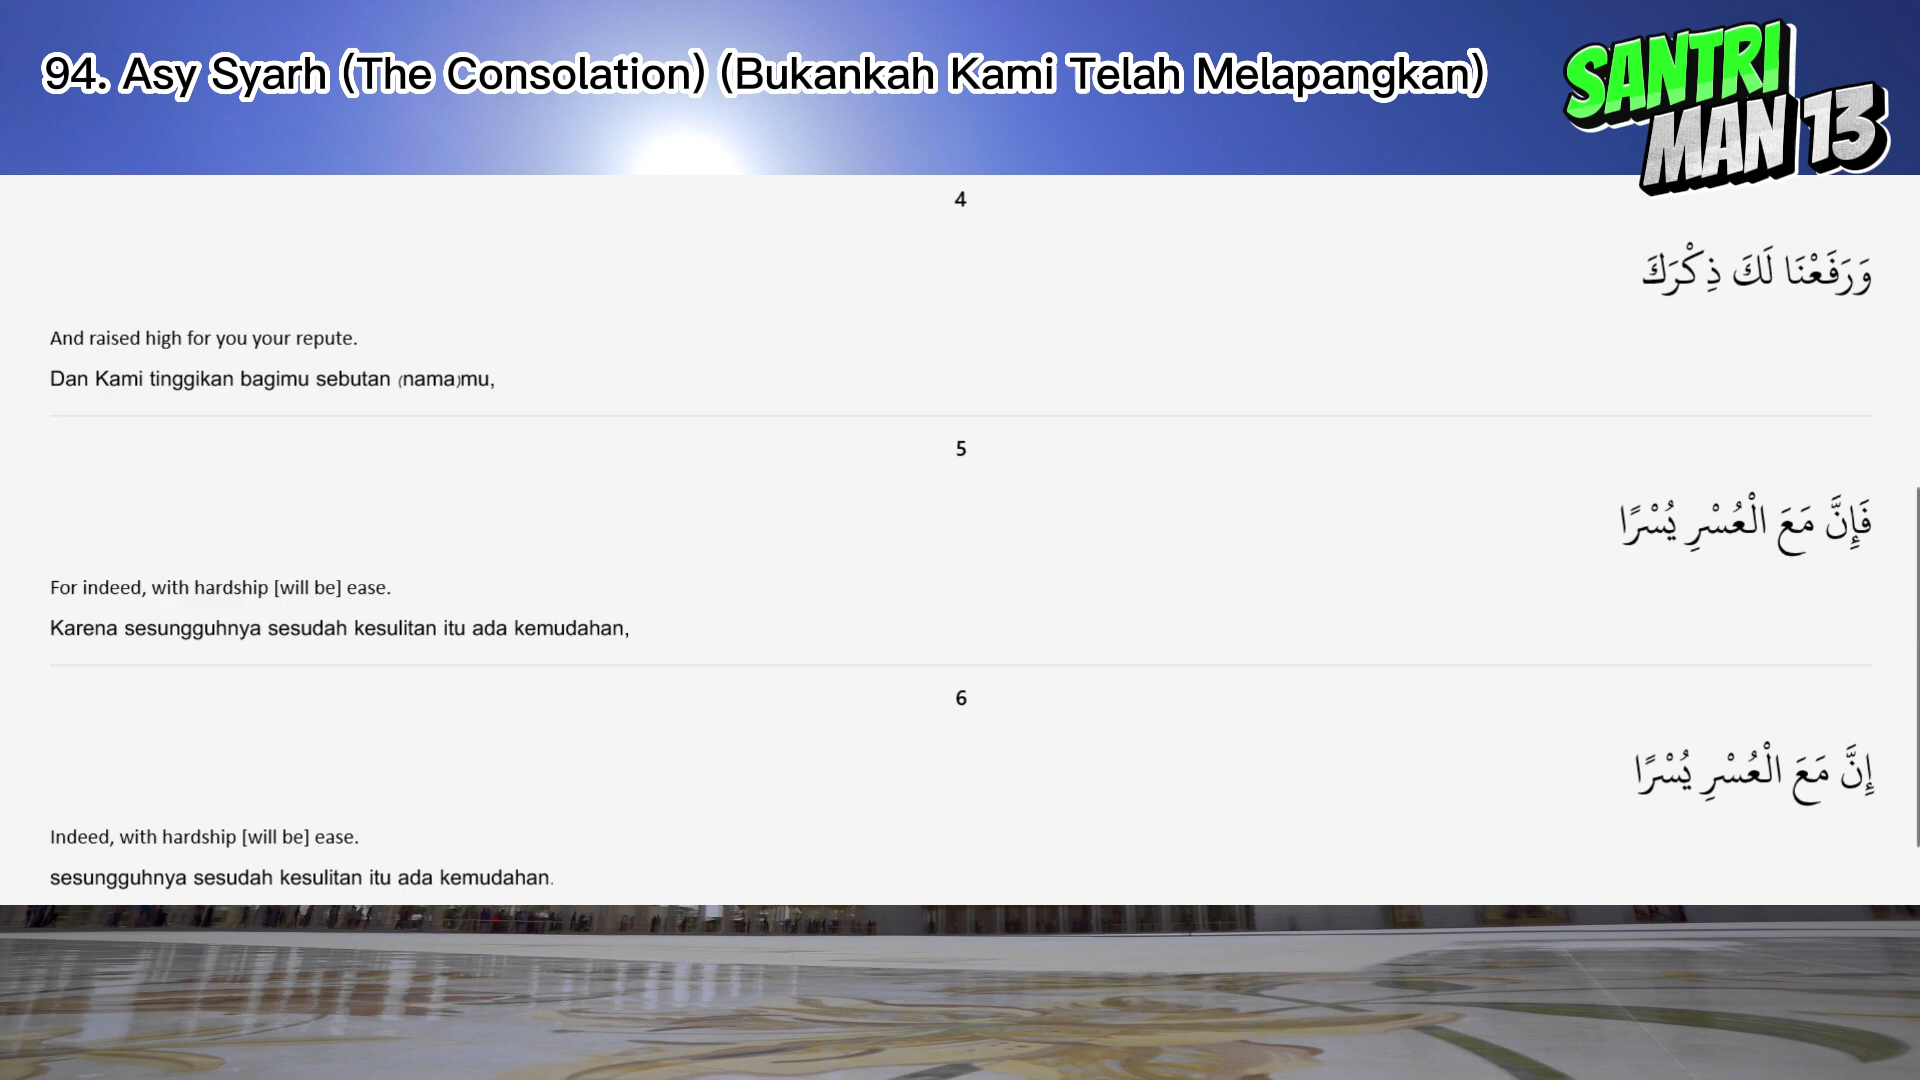 94. Asy Syarh (The Consolation) (Bukankah Kami Telah Melapangkan)
SANTRI
MAN 13
4
وَرَفَعْنَا لَكَ ذِكْرَكَ
And raised high for you your repute.
Dan Kami tinggikan bagimu sebutan (nama)mu,
5
فَإِنَّ مَعَ الْعُسْرِ يُسْرًا
For indeed, with hardship [will be] ease.
Karena sesungguhnya sesudah kesulitan itu ada kemudahan,
6
إِنَّ مَعَ الْعُسْرِ يُسْرًا
Indeed, with hardship [will be] ease.
sesungguhnya sesudah kesulitan itu ada kemudahan.